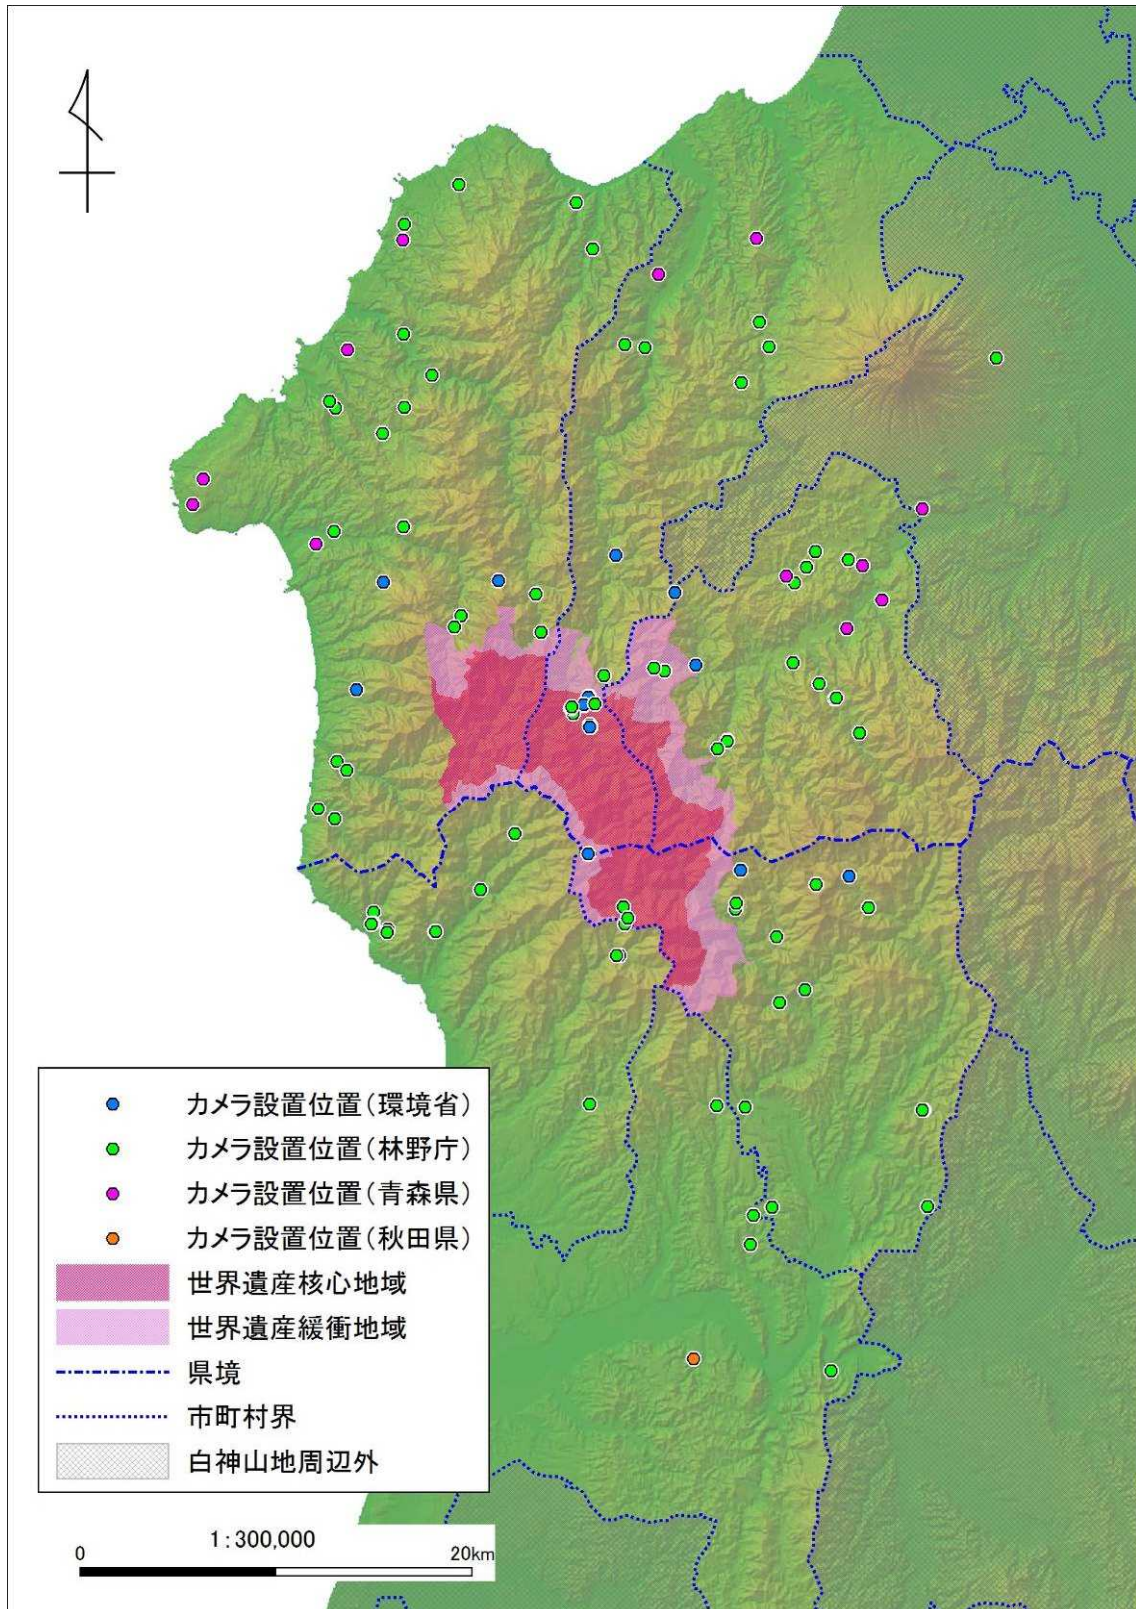 カメラ設置位置(環境省)
カメラ設置位置(林野庁)
カメラ設置位置(青森県)
カメラ設置位置(秋田県)
世界遺産核心地域
世界遺産緩衝地域
県境
市町村界
白神山地周辺外
1:300,000
0 20km